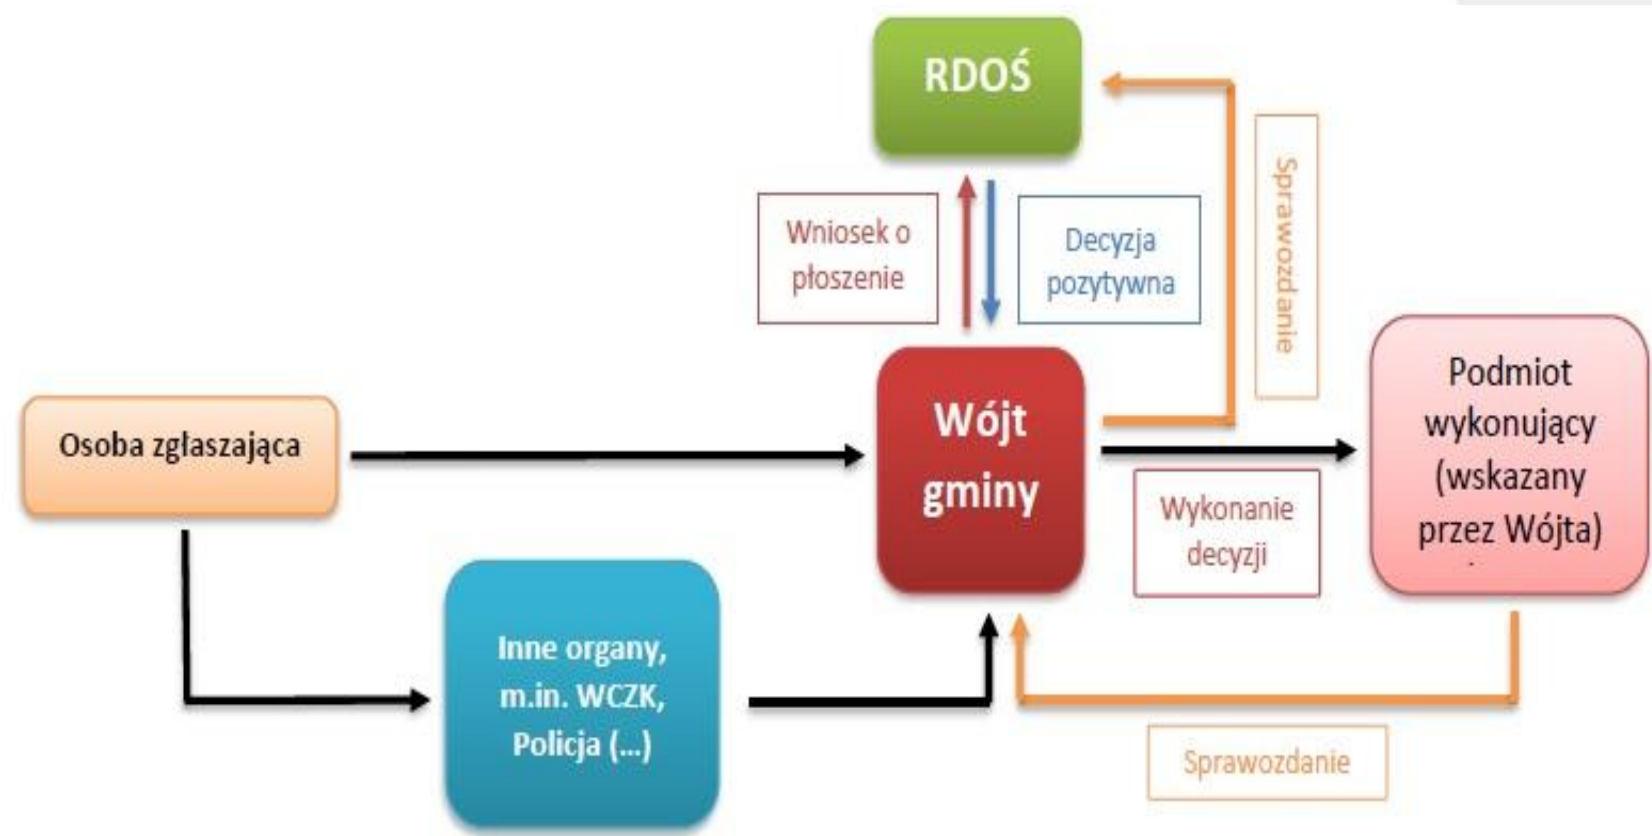 RDOŚ
Wniosek o
płoszenie
Decyzja
pozytywna
Sprawozdanie
Osoba zgłaszająca
Wójt
gminy
Wykonanie
decyzji
Podmiot
wykonujący
(wskazany
przez Wójta)
Inne organy,
m.in. WCZK,
Policja (...)
Sprawozdanie